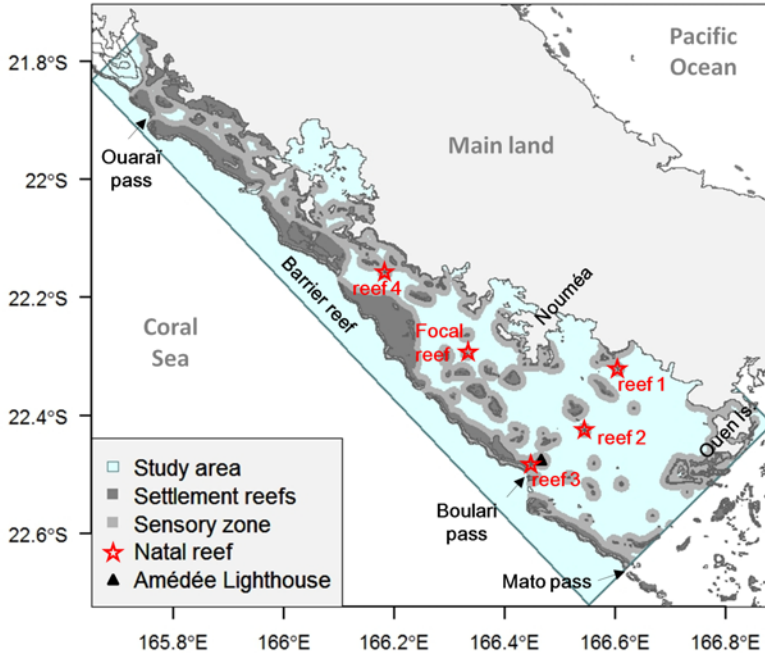 Pacific
Ocean
21.8°S
Ouaraï
pass
Main land
22°S
Barrier reef
reef 4
Nouméa
22.2°S
Coral
Sea
Focal
reef
reef 1
22.4°S
reef 2
Ouen Is.
reef 3
Study area
Settlement reefs
Sensory zone
Natal reef
Amédée Lighthouse
Boulari
pass
22.6°S
Mato pass
165.8°E
166°E
166.2°E
166.4°E
166.6°E
166.8°E